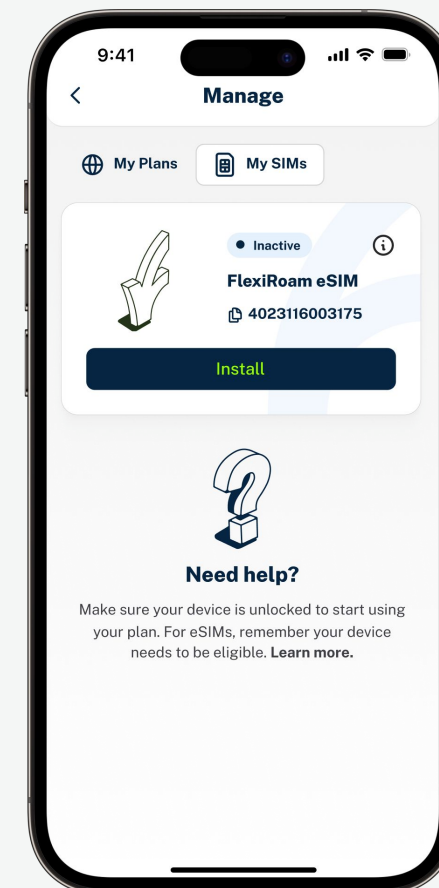 9:41
Manage
My Plans
My SIMs
Inactive
FlexiRoam eSIM
4023116003175
Install
Need help?
Make sure your device is unlocked to start using
your plan. For eSIMs, remember your device
needs to be eligible. Learn more.